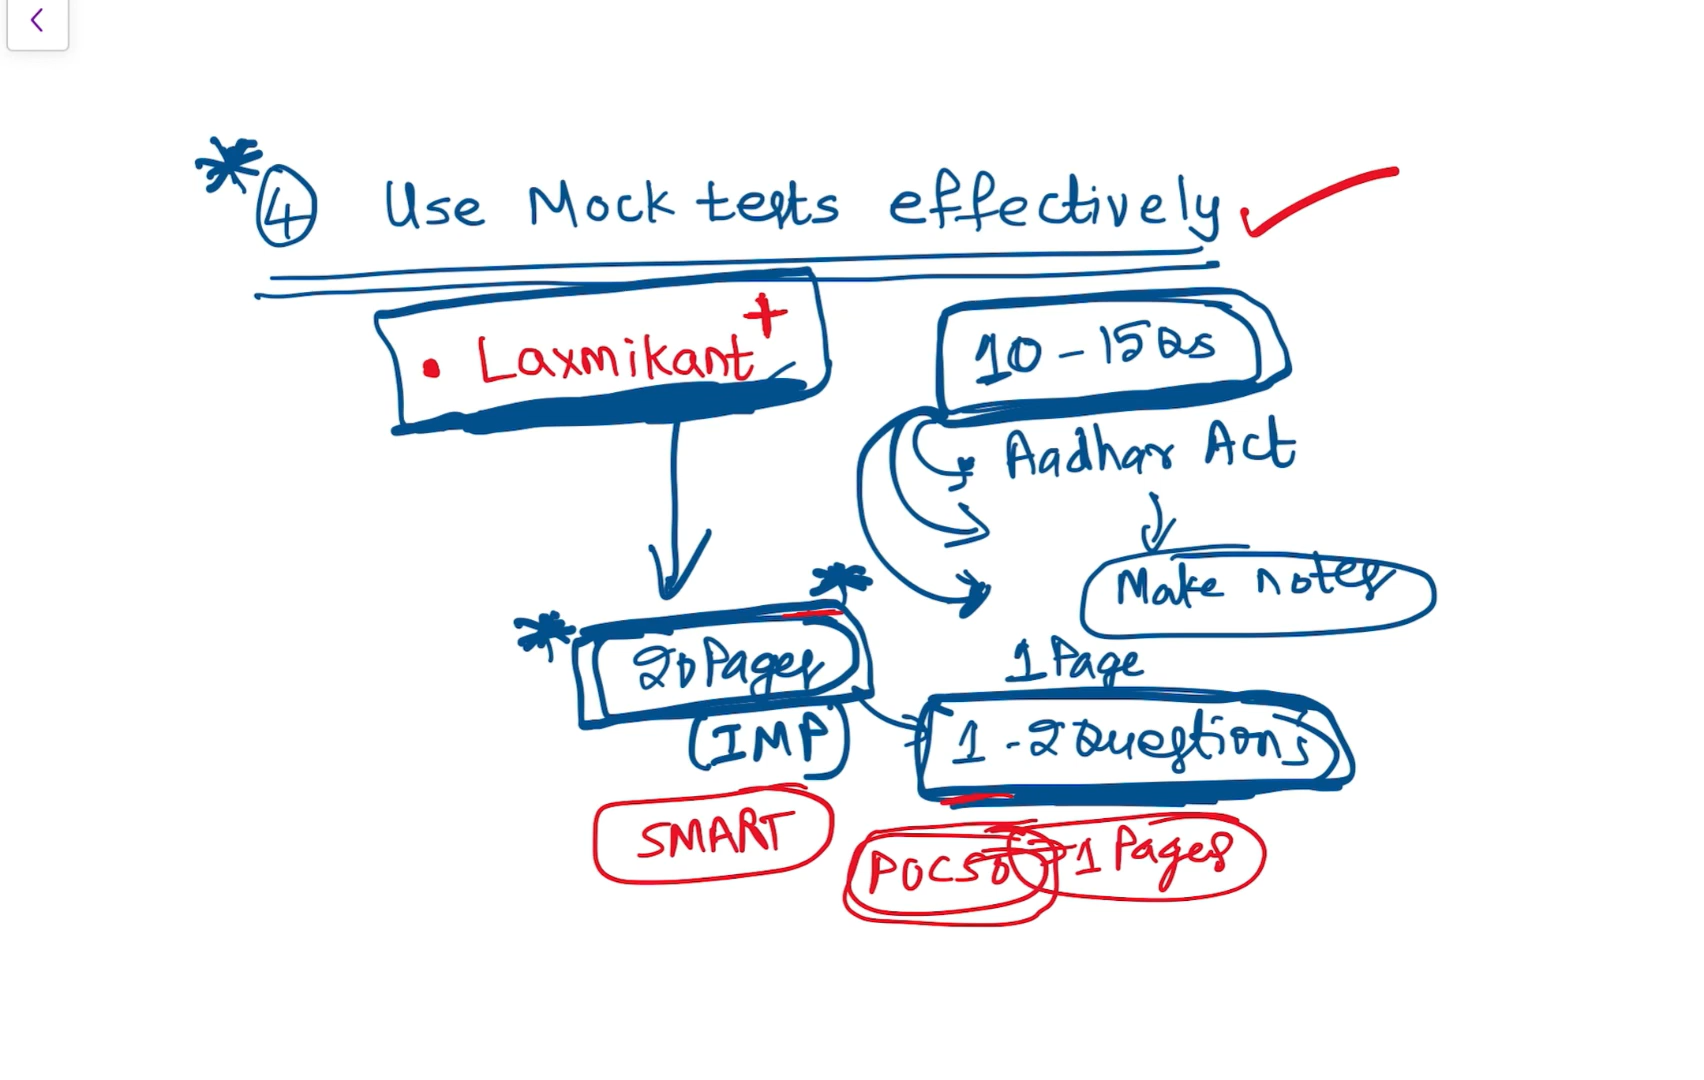 ④ Use Mock tests effectively
• Laxmikant +
10 - 15 Qs
Aadhar Act
Make notes
20 Pages
1 Page
(IMP)
1 - 2 Questions
SMART
POCSO - 1 Pages